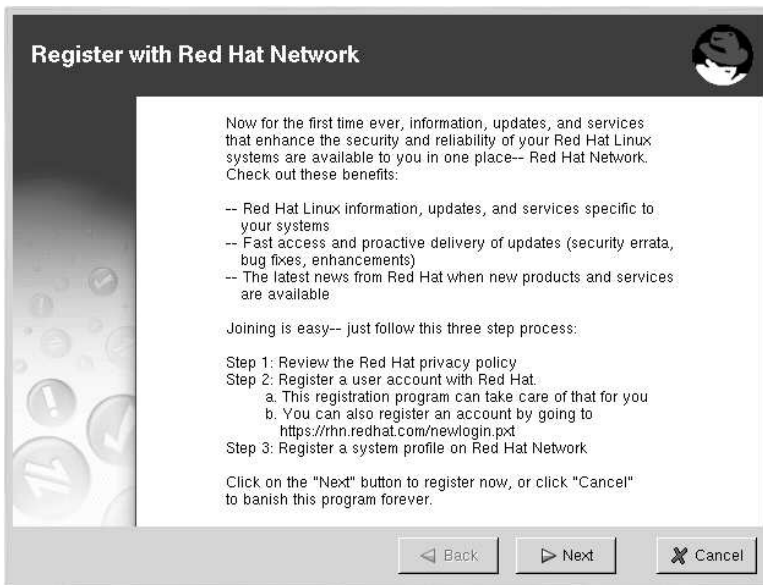 Register with Red Hat Network
Now for the first time ever, information, updates, and services
that enhance the security and reliability of your Red Hat Linux
systems are available to you in one place-- Red Hat Network.
Check out these benefits:
-- Red Hat Linux information, updates, and services specific to
your systems
-- Fast access and proactive delivery of updates (security errata,
bug fixes, enhancements)
-- The latest news from Red Hat when new products and services
are available
Joining is easy-- just follow this three step process:
Step 1: Review the Red Hat privacy policy
Step 2: Register a user account with Red Hat.
a. This registration program can take care of that for you
b. You can also register an account by going to
https://rhn.redhat.com/newlogin.pxt
Step 3: Register a system profile on Red Hat Network
Click on the "Next" button to register now, or click "Cancel"
to banish this program forever.
Back
Next
Cancel